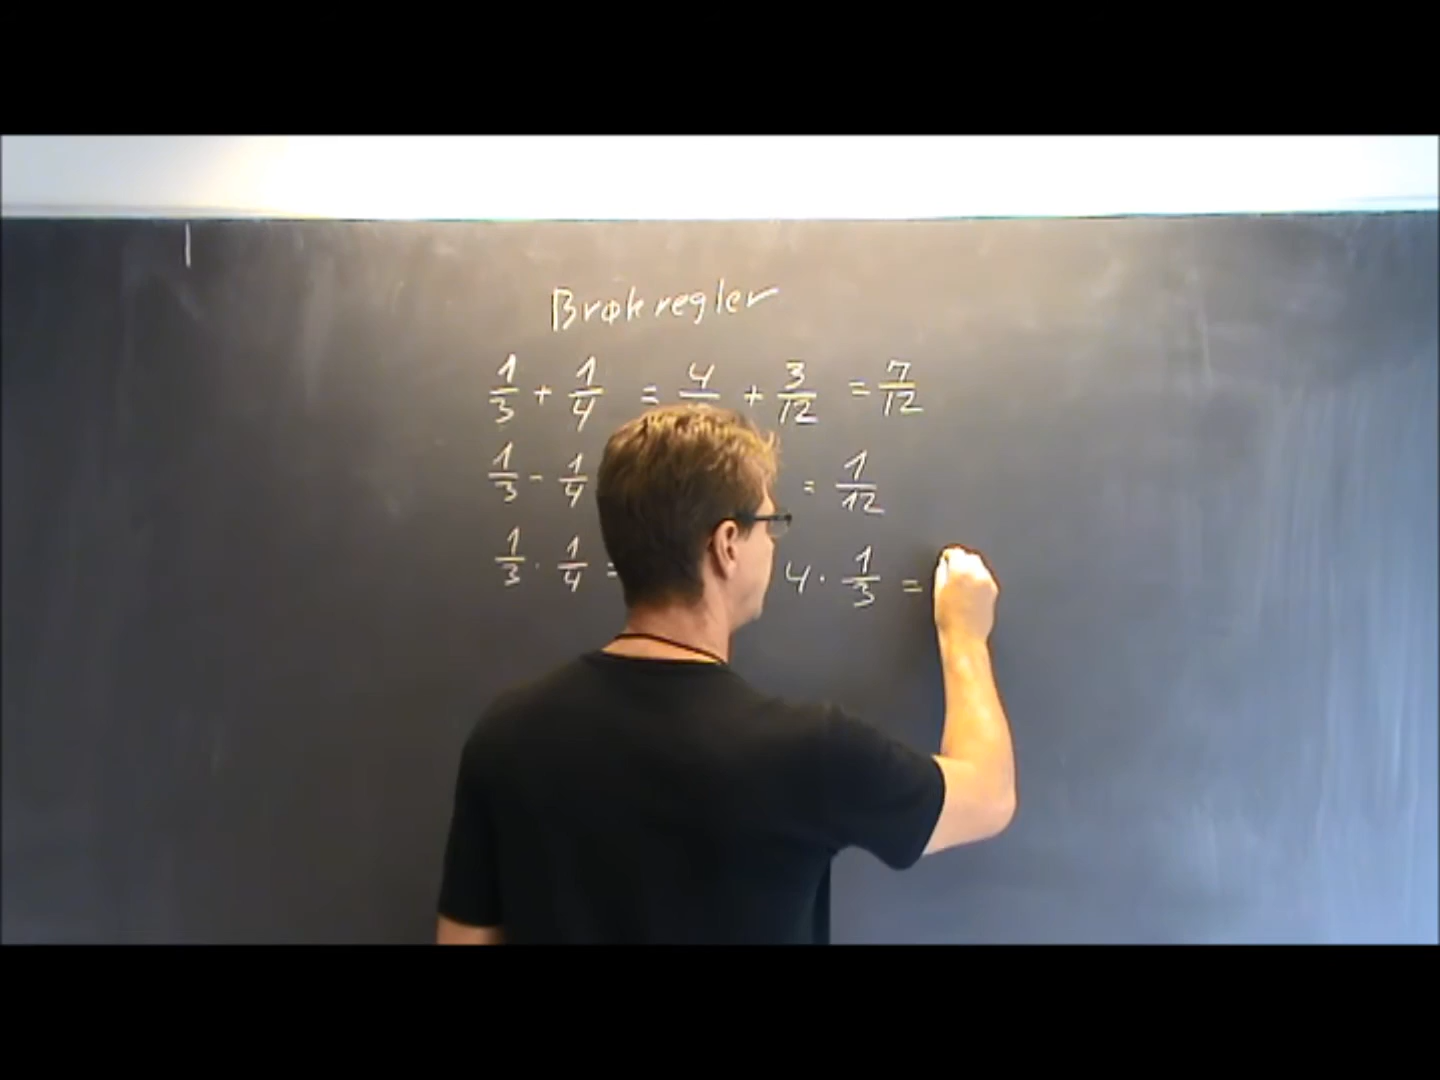 Brøkregler
1/3 + 1/4 = 4 + 3/12 = 7/12
1/3 - 1/4 = 1/12
1/3 · 1/4 = 4 · 1/3 =